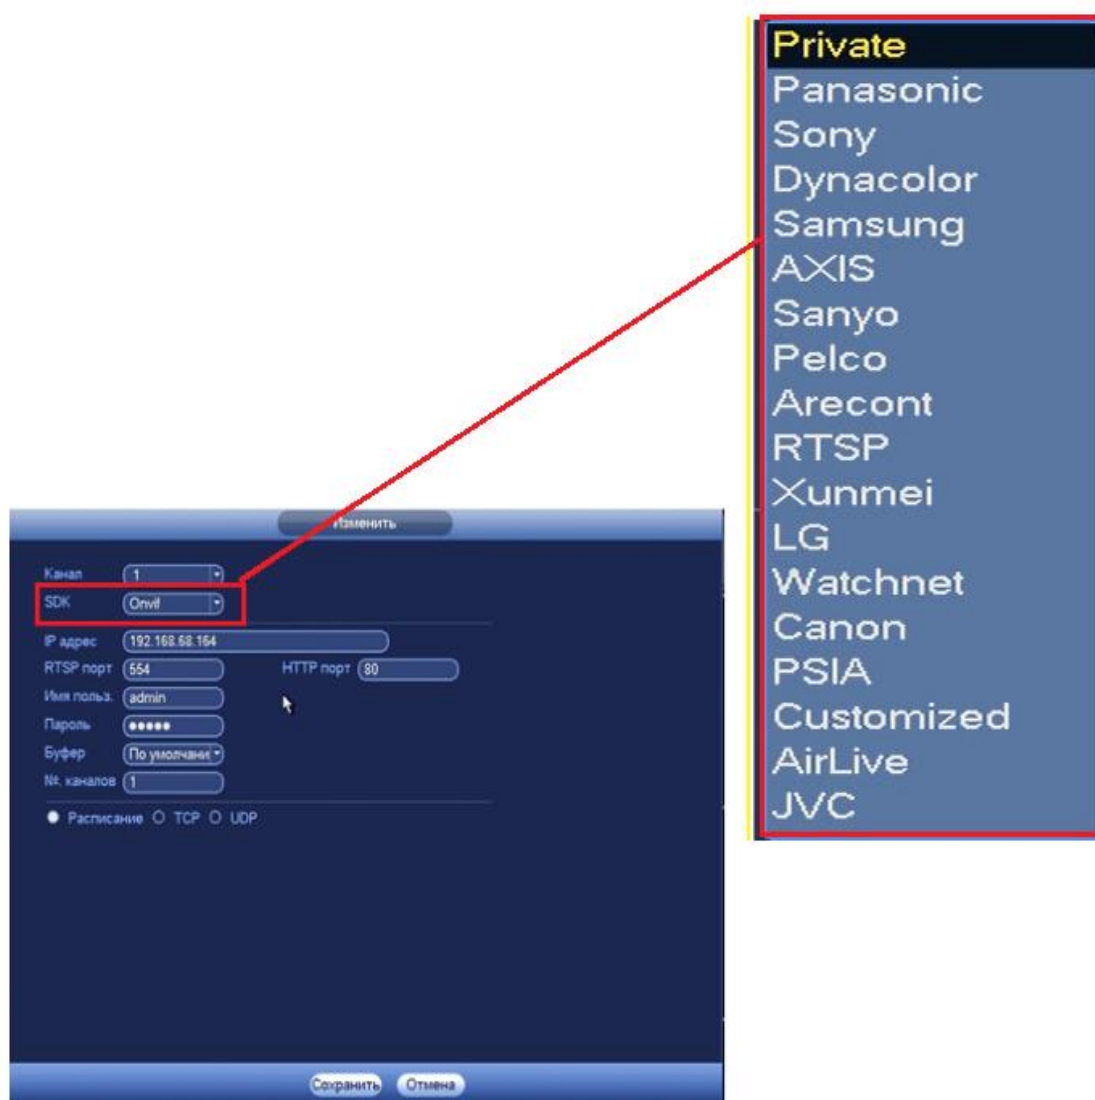 Private
Panasonic
Sony
Dynacolor
Samsung
AXIS
Sanyo
Pelco
Arecont
RTSP
Xunmei
LG
Watchnet
Canon
PSIA
Customized
AirLive
JVC
Изменить
Канал 1
SDK Onvif
IP адрес 192.168.68.164
RTSP порт 554 HTTP порт 80
Имя польз. admin
Пароль ●●●●●
Буфер По умолчани
№. каналов 1
Расписание TCP UDP
Сохранить Отмена